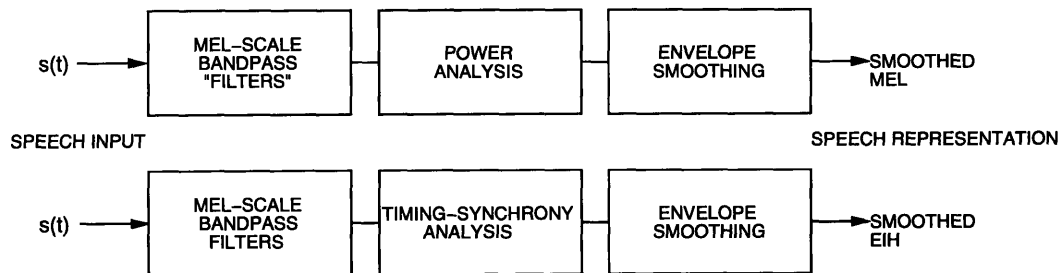 s(t)
MEL–SCALE
BANDPASS
"FILTERS"
POWER
ANALYSIS
ENVELOPE
SMOOTHING
SMOOTHED
MEL
SPEECH INPUT
SPEECH REPRESENTATION
s(t)
MEL–SCALE
BANDPASS
FILTERS
TIMING–SYNCHRONY
ANALYSIS
ENVELOPE
SMOOTHING
SMOOTHED
EIH